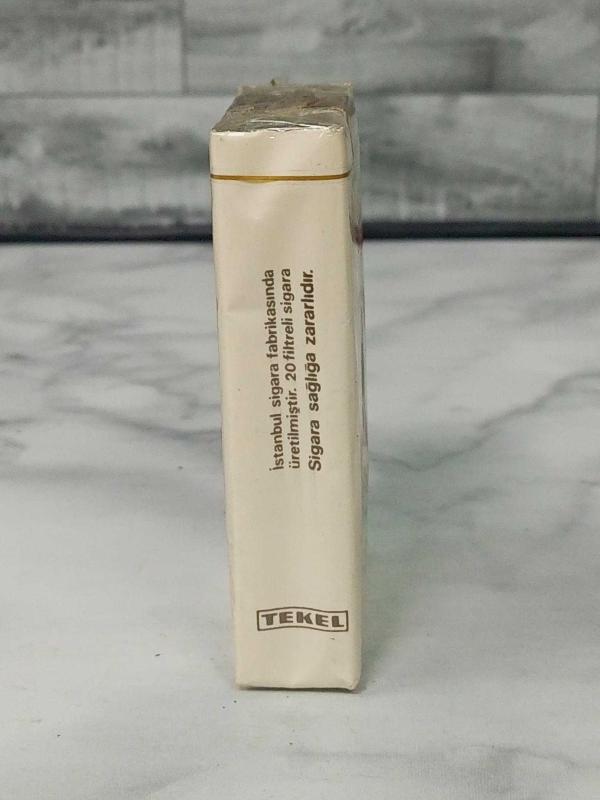 İstanbul sigara fabrikasında
üretilmiştir. 20 filtreli sigara
Sigara sağlığa zararlıdır.
TEKEL